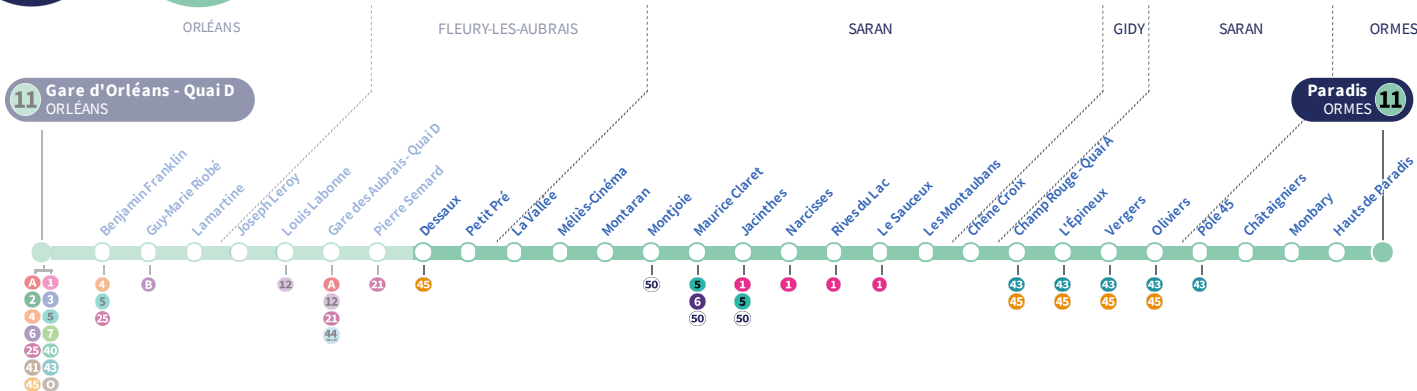 ORLÉANS
FLEURY-LES-AUBRAIS
SARAN
GIDY
SARAN
ORMES
11 Gare d'Orléans - Quai D
ORLÉANS
Paradis 11
ORMES
Benjamin Franklin
Guy-Marie Riobé
Lamartine
Joseph Leroy
Louis Labonne
Gare des Aubrais - Quai D
Pierre Semard
Dessaux
Petit Pré
La Vallée
Méliès-Cinéma
Montaran
Montjoie
Maurice Claret
Jacinthes
Narcisses
Rives du Lac
Le Sauceux
Les Montaubans
Chêne Croix
Champ Rouge - Quai A
L'Épineux
Vergers
Oliviers
Pôle 45
Châtaigniers
Monbary
Hauts de Paradis
A 1
2 3
4 5
6 7
25 40
41 43
45 O
4
5
25
B
12
A
12
21
44
21
45
50
5
6
50
1
5
50
1
1
1
43
45
43
45
43
45
43
45
43